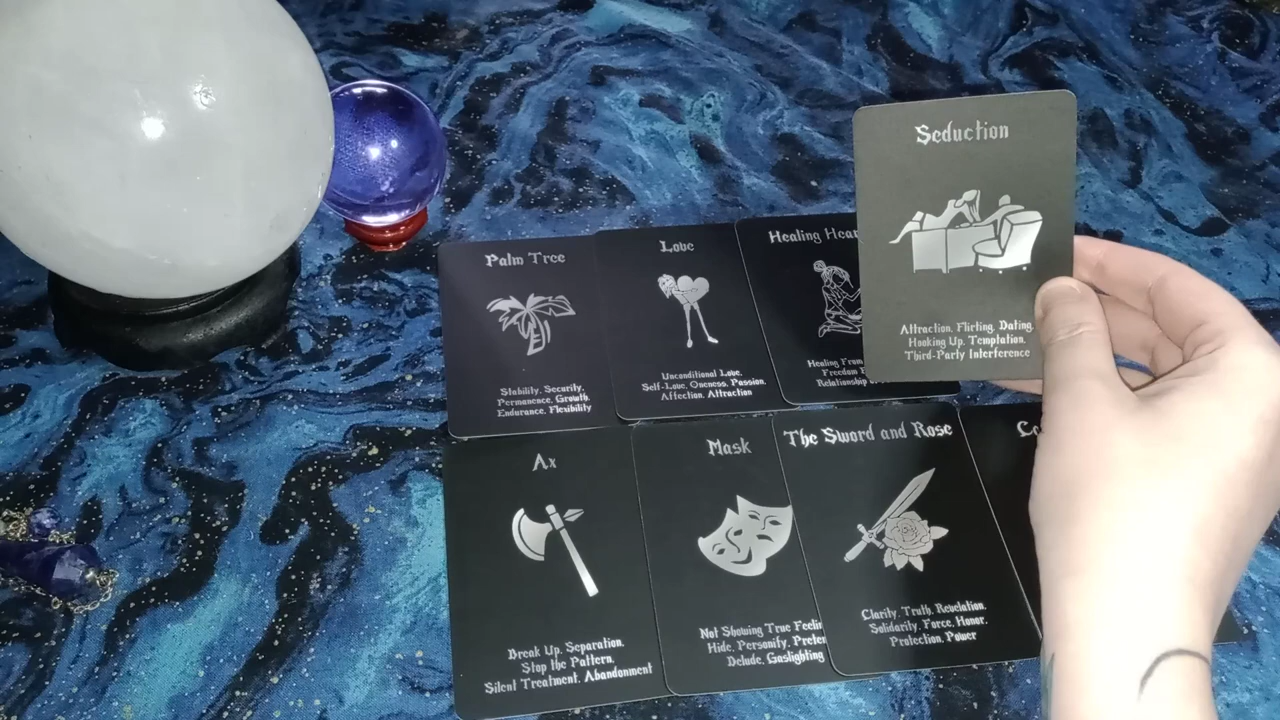 Seduction
Attraction, Flirting, Dating,
Hooking Up, Temptation,
Third-Party Interference
Palm Tree
Stability, Security,
Permanence, Growth,
Endurance, Flexibility
Love
Unconditional Love,
Self-Love, Oneness, Passion,
Affection, Attraction
Healing
Healing From
Freedom
Relationship
Ax
Break Up, Separation,
Stop the Pattern,
Silent Treatment, Abandonment
Mask
Not Showing True
Hide, Personify,
Delude, Gaslighting
The Sword and Rose
Clarity, Truth, Revelation,
Solidarity, Force, Honor,
Protection, Power